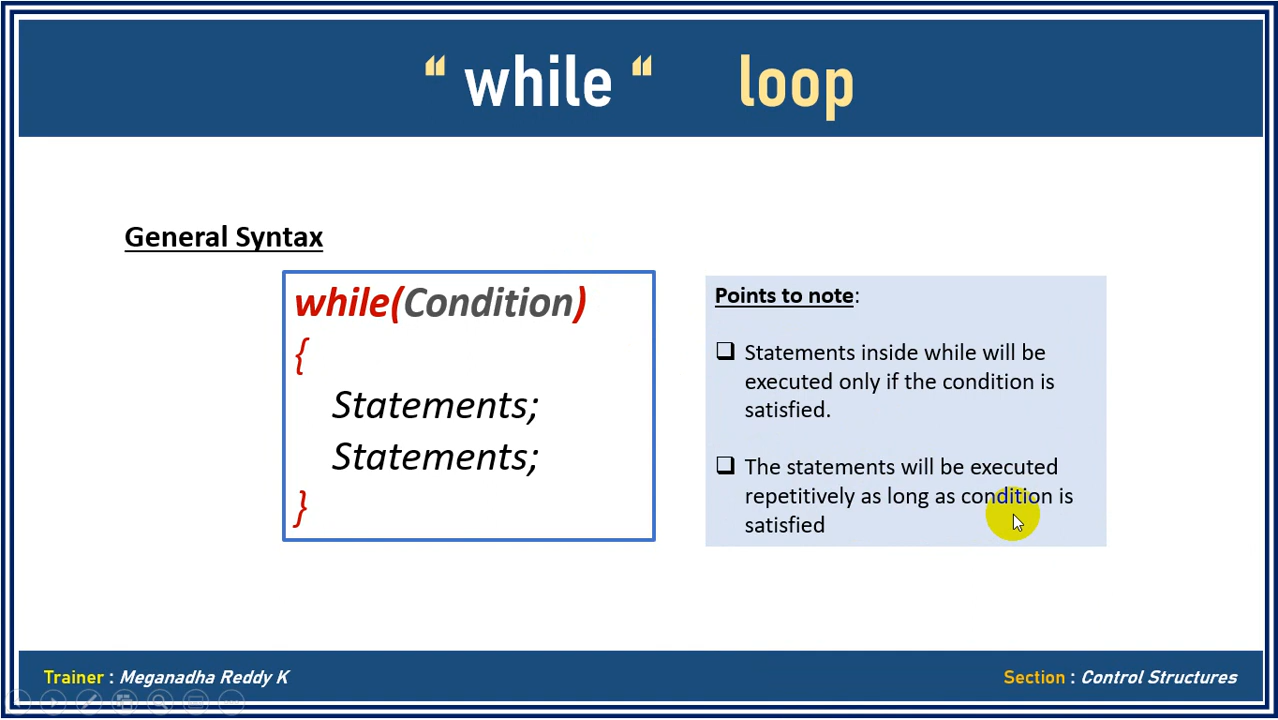 “ while “ loop
General Syntax
while(Condition)
{
Statements;
Statements;
}
Points to note:
❑ Statements inside while will be
executed only if the condition is
satisfied.
❑ The statements will be executed
repetitively as long as condition is
satisfied
Trainer : Meganadha Reddy K
Section : Control Structures